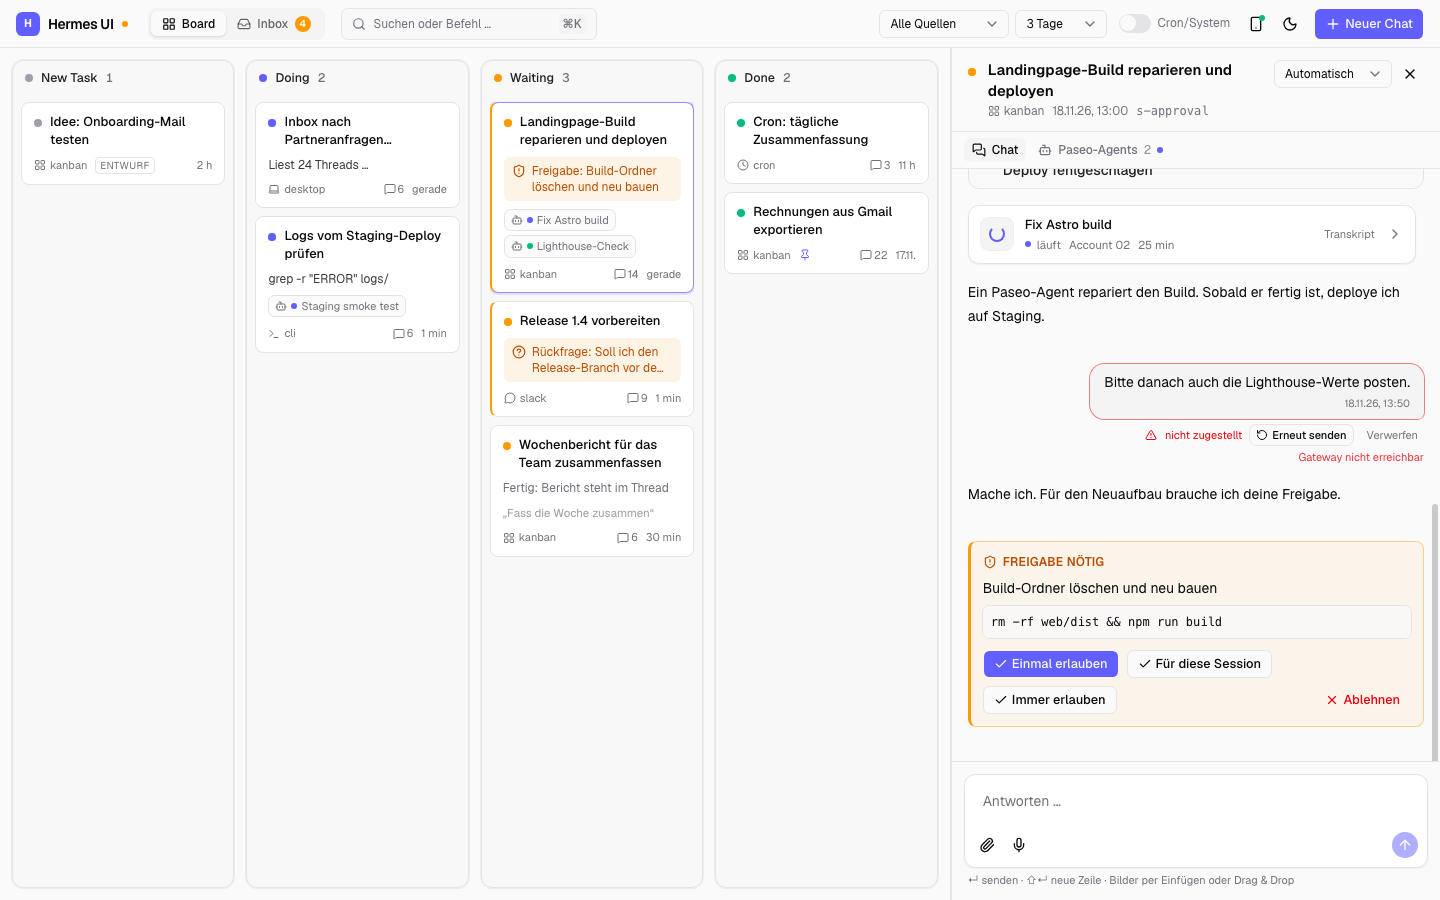 H Hermes UI Board Inbox 4 Suchen oder Befehl ... ⌘K Alle Quellen 3 Tage Cron/System + Neuer Chat
New Task 1
Idee: Onboarding-Mail
testen
kanban ENTWURF 2 h
Doing 2
Inbox nach
Partneranfragen...
Liest 24 Threads ...
desktop 6 gerade
Logs vom Staging-Deploy
prüfen
grep -r "ERROR" logs/
Staging smoke test
cli 6 1 min
Waiting 3
Landingpage-Build
reparieren und deployen
Freigabe: Build-Ordner
löschen und neu bauen
Fix Astro build
Lighthouse-Check
kanban 14 gerade
Release 1.4 vorbereiten
Rückfrage: Soll ich den
Release-Branch vor de...
slack 9 1 min
Wochenbericht für das
Team zusammenfassen
Fertig: Bericht steht im Thread
„Fass die Woche zusammen“
kanban 6 30 min
Done 2
Cron: tägliche
Zusammenfassung
cron 3 11 h
Rechnungen aus Gmail
exportieren
kanban 22 17.11.
Landingpage-Build reparieren und
deployen
Automatisch
kanban 18.11.26, 13:00 s-approval
Chat Paseo-Agents 2
Deploy fehlgeschlagen
Fix Astro build
läuft Account 02 25 min
Transkript
Ein Paseo-Agent repariert den Build. Sobald er fertig ist, deploye ich
auf Staging.
Bitte danach auch die Lighthouse-Werte posten.
18.11.26, 13:50
nicht zugestellt Erneut senden Verwerfen
Gateway nicht erreichbar
Mache ich. Für den Neuaufbau brauche ich deine Freigabe.
FREIGABE NÖTIG
Build-Ordner löschen und neu bauen
rm -rf web/dist && npm run build
Einmal erlauben Für diese Session
Immer erlauben Ablehnen
Antworten ...
↵ senden · ⇧↵ neue Zeile · Bilder per Einfügen oder Drag & Drop